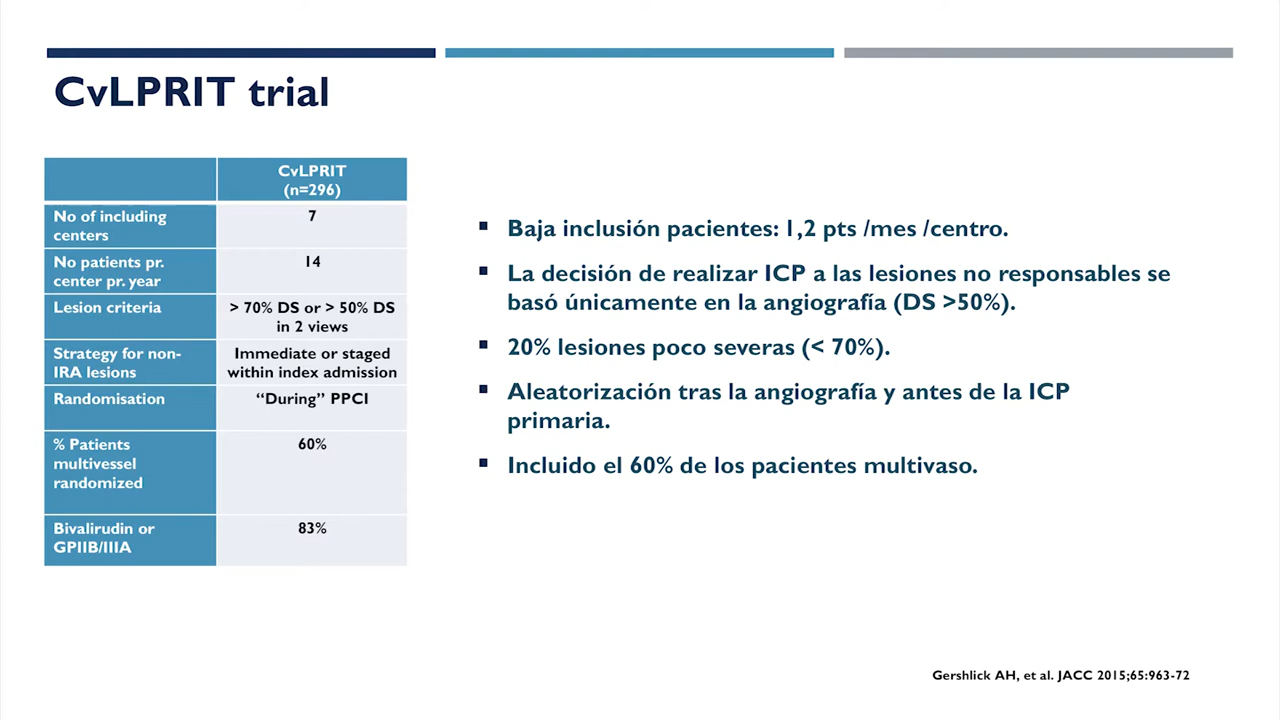 CvLPRIT trial
CvLPRIT
(n=296)
No of including
centers
7
No patients pr.
center pr. year
14
Lesion criteria
> 70% DS or > 50% DS
in 2 views
Strategy for non-
IRA lesions
Immediate or staged
within index admission
Randomisation
“During” PPCI
% Patients
multivessel
randomized
60%
Bivalirudin or
GPIIB/IIIA
83%
▪ Baja inclusión pacientes: 1,2 pts /mes /centro.
▪ La decisión de realizar ICP a las lesiones no responsables se
basó únicamente en la angiografía (DS >50%).
▪ 20% lesiones poco severas (< 70%).
▪ Aleatorización tras la angiografía y antes de la ICP
primaria.
▪ Incluido el 60% de los pacientes multivaso.
Gershlick AH, et al. JACC 2015;65:963-72